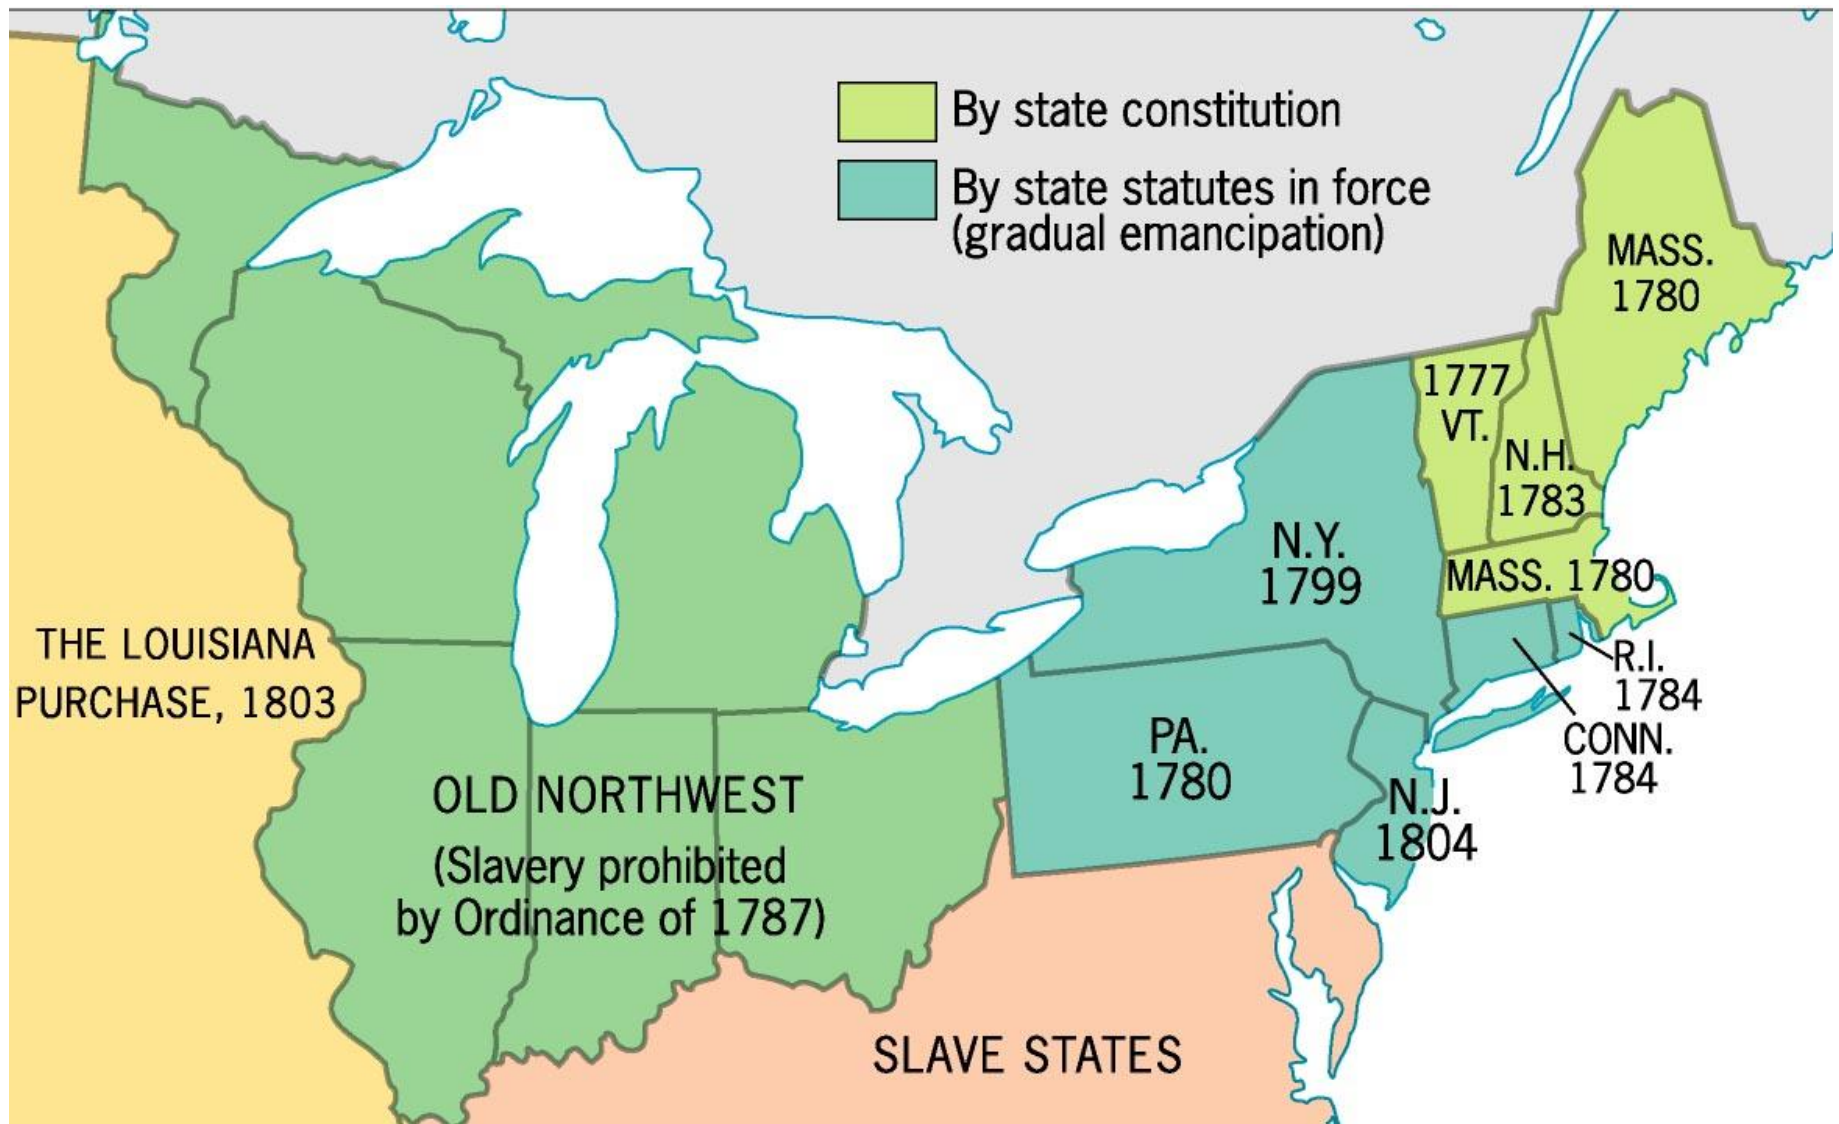 By state constitution
By state statutes in force
(gradual emancipation)
MASS.
1780
1777
VT.
N.H.
1783
N.Y.
1799
MASS. 1780
THE LOUISIANA
PURCHASE, 1803
R.I.
1784
PA.
1780
CONN.
1784
N.J.
1804
OLD NORTHWEST
(Slavery prohibited
by Ordinance of 1787)
SLAVE STATES